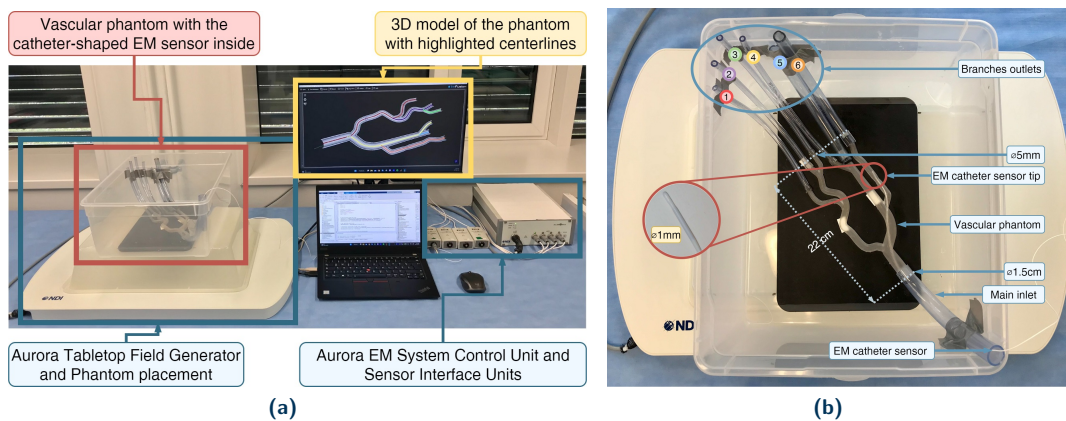 Vascular phantom with the
catheter-shaped EM sensor inside
3D model of the phantom
with highlighted centerlines
NDI
Aurora Tabletop Field Generator
and Phantom placement
Aurora EM System Control Unit and
Sensor Interface Units
(a)
1
2
3
4
5
6
Branches outlets
⌀5mm
EM catheter sensor tip
⌀1mm
Vascular phantom
22 cm
⌀1.5cm
Main inlet
NDI
EM catheter sensor
(b)